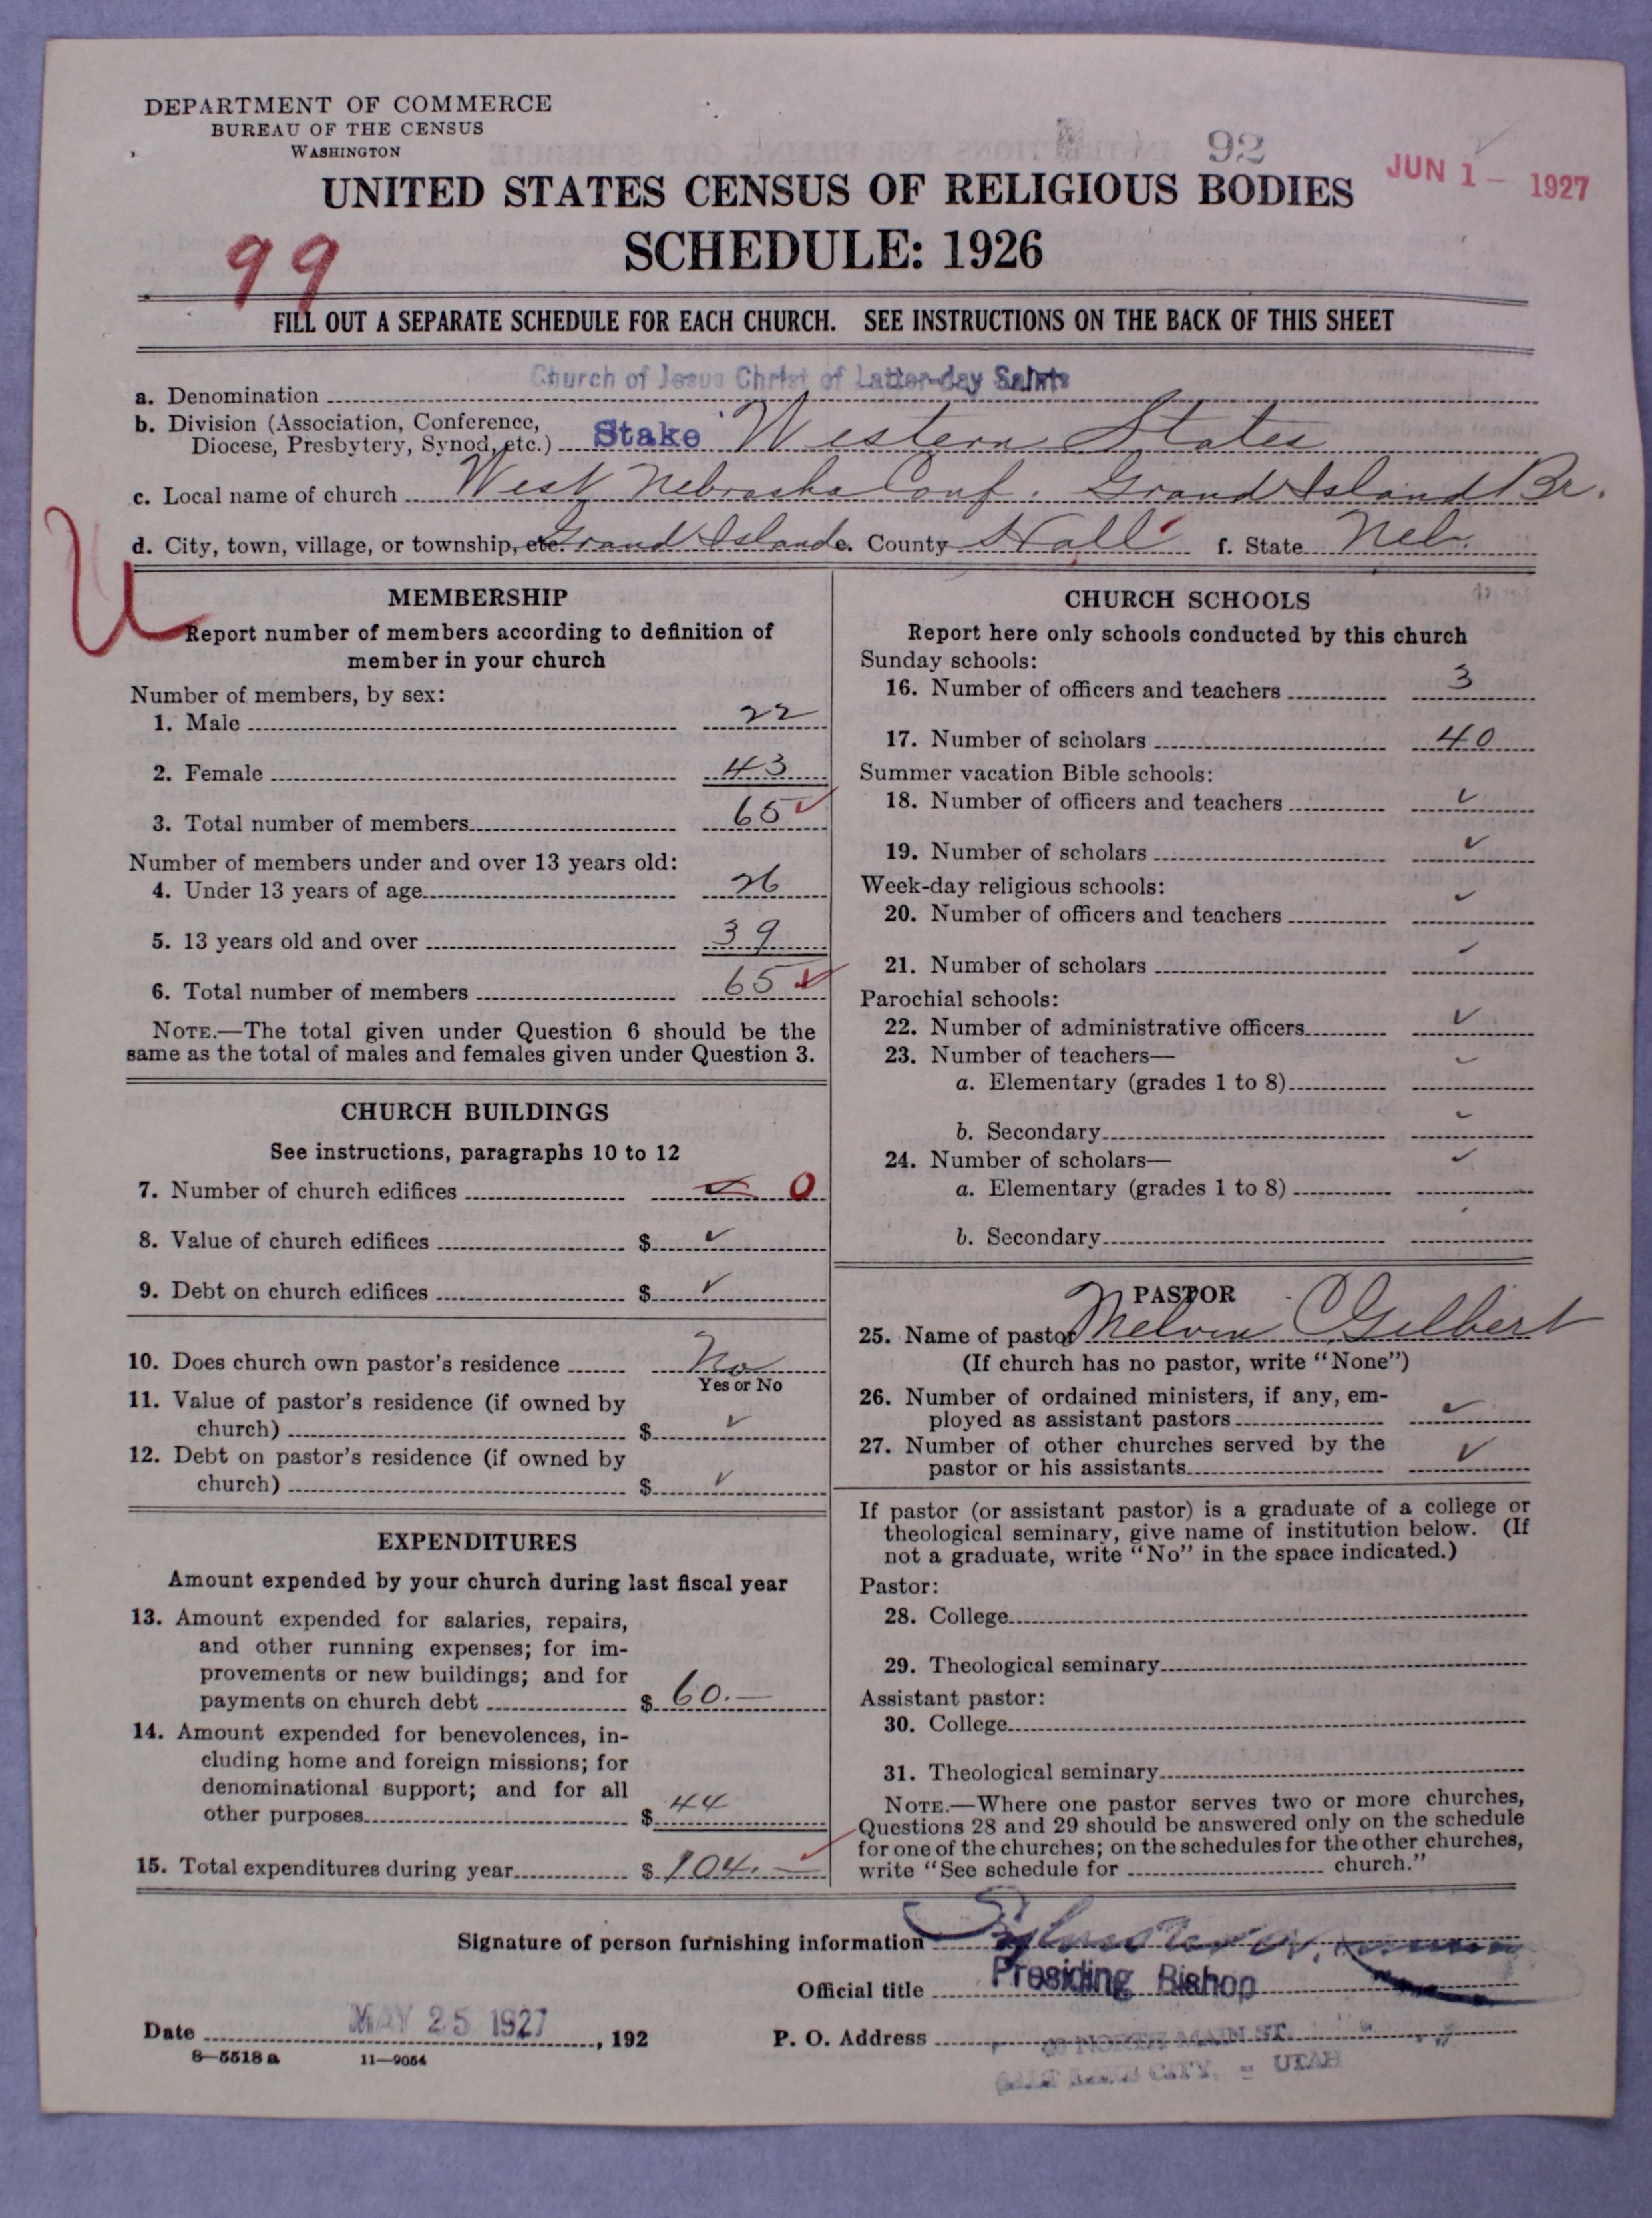 DEPARTMENT OF COMMERCE
BUREAU OF THE CENSUS
WASHINGTON
92
JUN 1 - 1927
UNITED STATES CENSUS OF RELIGIOUS BODIES
SCHEDULE: 1926
99
FILL OUT A SEPARATE SCHEDULE FOR EACH CHURCH. SEE INSTRUCTIONS ON THE BACK OF THIS SHEET
a. Denomination Church of Jesus Christ of Latter-day Saints
b. Division (Association, Conference,
Diocese, Presbytery, Synod, etc.) Stake Western States
c. Local name of church West Nebraska Conf. Grand Island Br.
d. City, town, village, or township, etc. Grand Island e. County Hall f. State Neb.
U
MEMBERSHIP
Report number of members according to definition of
member in your church
Number of members, by sex:
1. Male 22
2. Female 43
3. Total number of members 65 ✓
Number of members under and over 13 years old:
4. Under 13 years of age 26
5. 13 years old and over 39
6. Total number of members 65 ✓
NOTE.—The total given under Question 6 should be the
same as the total of males and females given under Question 3.
CHURCH BUILDINGS
See instructions, paragraphs 10 to 12
7. Number of church edifices 0
8. Value of church edifices $ ✓
9. Debt on church edifices $ ✓
10. Does church own pastor's residence No
Yes or No
11. Value of pastor's residence (if owned by
church) $ ✓
12. Debt on pastor's residence (if owned by
church) $ ✓
EXPENDITURES
Amount expended by your church during last fiscal year
13. Amount expended for salaries, repairs,
and other running expenses; for im-
provements or new buildings; and for
payments on church debt $ 60.—
14. Amount expended for benevolences, in-
cluding home and foreign missions; for
denominational support; and for all
other purposes $ 44
15. Total expenditures during year $ 104.— ✓
CHURCH SCHOOLS
Report here only schools conducted by this church
Sunday schools:
16. Number of officers and teachers 3
17. Number of scholars 40
Summer vacation Bible schools:
18. Number of officers and teachers ✓
19. Number of scholars ✓
Week-day religious schools:
20. Number of officers and teachers ✓
21. Number of scholars ✓
Parochial schools:
22. Number of administrative officers ✓
23. Number of teachers—
a. Elementary (grades 1 to 8) ✓
b. Secondary ✓
24. Number of scholars—
a. Elementary (grades 1 to 8) ✓
b. Secondary
PASTOR
25. Name of pastor Melvin C Gilbert
(If church has no pastor, write "None")
26. Number of ordained ministers, if any, em-
ployed as assistant pastors ✓
27. Number of other churches served by the
pastor or his assistants ✓
If pastor (or assistant pastor) is a graduate of a college or
theological seminary, give name of institution below. (If
not a graduate, write "No" in the space indicated.)
Pastor:
28. College
29. Theological seminary
Assistant pastor:
30. College
31. Theological seminary
NOTE.—Where one pastor serves two or more churches,
Questions 28 and 29 should be answered only on the schedule
for one of the churches; on the schedules for the other churches,
write "See schedule for church."
Signature of person furnishing information
Official title Presiding Bishop
Date MAY 25 1927, 192
P. O. Address 40 NORTH MAIN ST.
SALT LAKE CITY, - UTAH
8—5518 a 11—9054